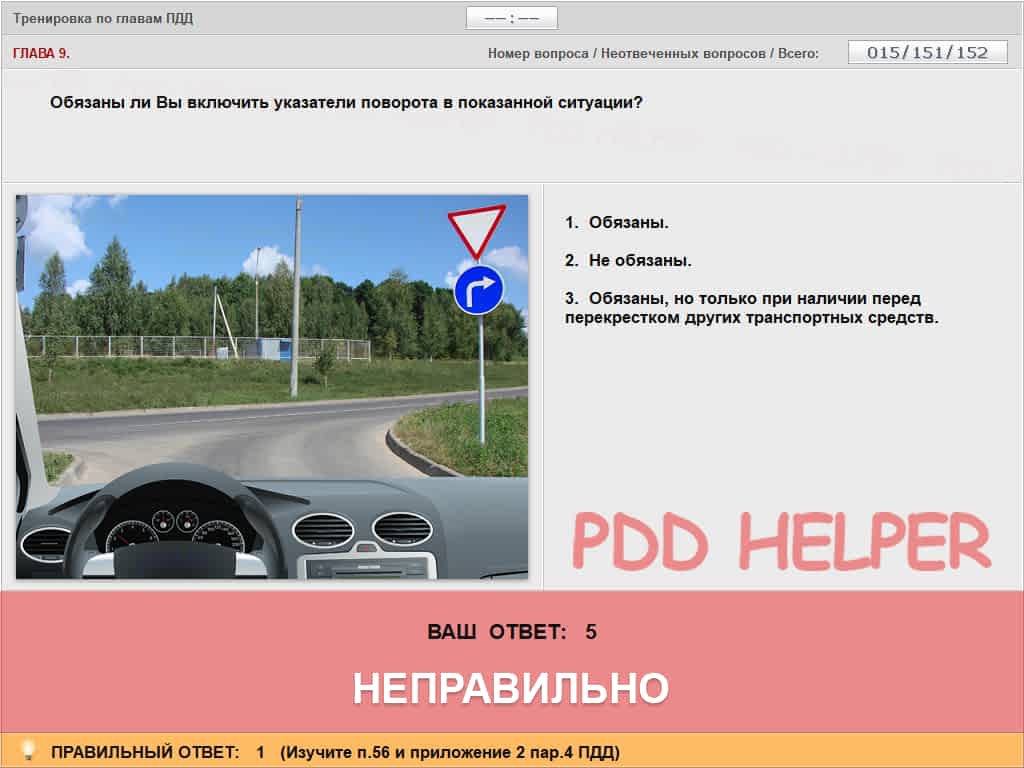 Тренировка по главам ПДД
—— : ——
ГЛАВА 9.
Номер вопроса / Неотвеченных вопросов / Всего:
015/151/152
Обязаны ли Вы включить указатели поворота в показанной ситуации?
1. Обязаны.
2. Не обязаны.
3. Обязаны, но только при наличии перед
перекрестком других транспортных средств.
PDD HELPER
ВАШ ОТВЕТ: 5
НЕПРАВИЛЬНО
ПРАВИЛЬНЫЙ ОТВЕТ: 1 (Изучите п.56 и приложение 2 пар.4 ПДД)